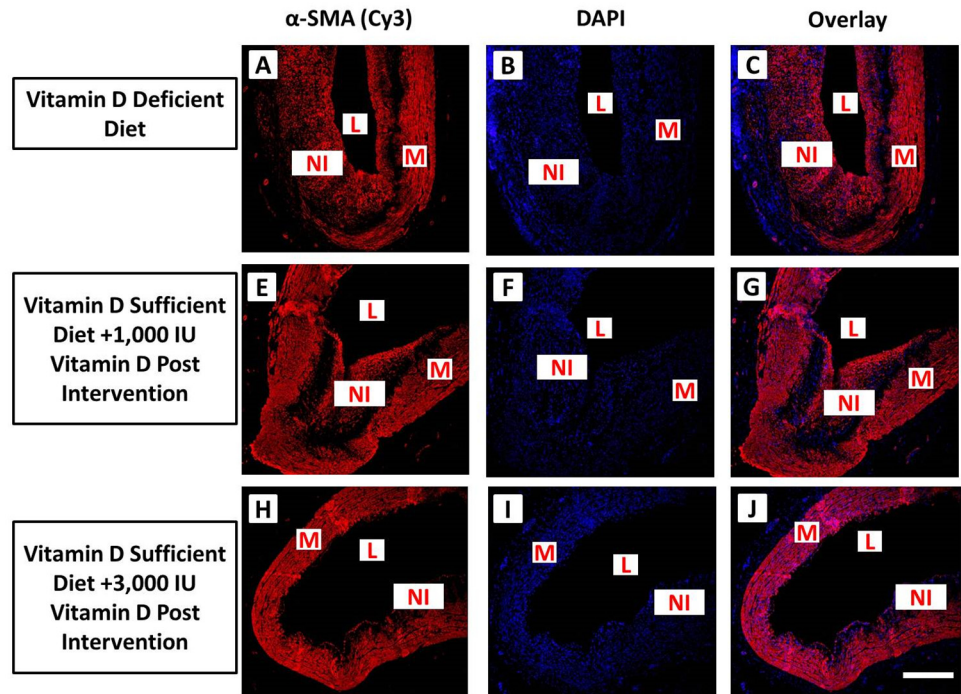 α-SMA (Cy3) DAPI Overlay
Vitamin D Deficient
Diet
A
L
NI
M
B
L
M
NI
C
L
NI
M
Vitamin D Sufficient
Diet +1,000 IU
Vitamin D Post
Intervention
E
L
M
NI
F
L
NI
M
G
L
M
NI
Vitamin D Sufficient
Diet +3,000 IU
Vitamin D Post
Intervention
H
M
L
NI
I
M
L
NI
J
M
L
NI